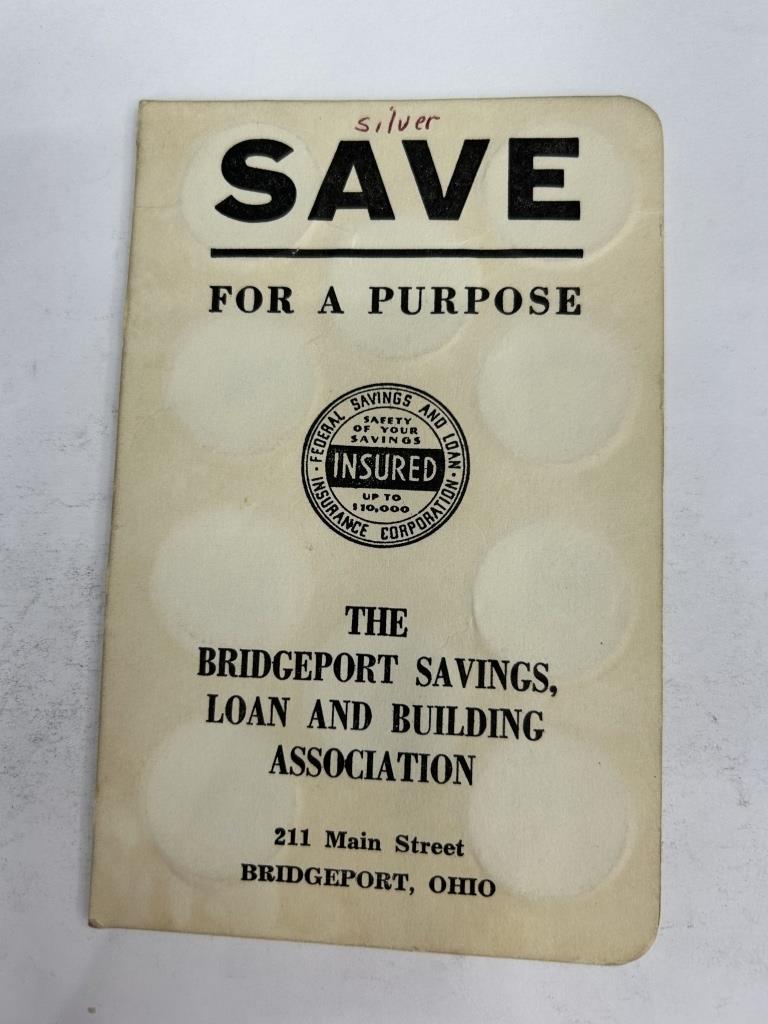 silver
SAVE
FOR A PURPOSE
FEDERAL SAVINGS AND LOAN
INSURANCE CORPORATION
SAFETY
OF YOUR
SAVINGS
INSURED
UP TO
$10,000
THE
BRIDGEPORT SAVINGS,
LOAN AND BUILDING
ASSOCIATION
211 Main Street
BRIDGEPORT, OHIO